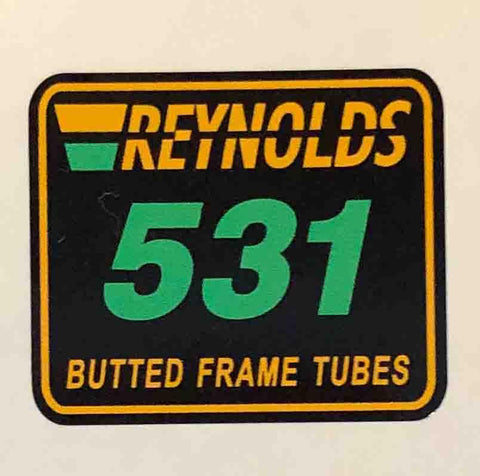 REYNOLDS
531
BUTTED FRAME TUBES